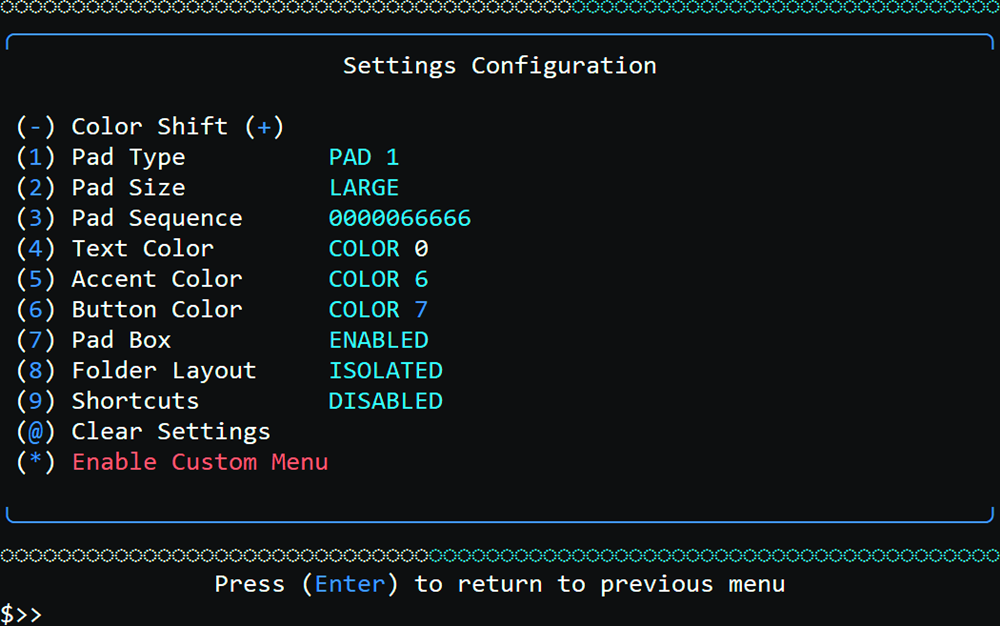 Settings Configuration
(-) Color Shift (+)
(1) Pad Type PAD 1
(2) Pad Size LARGE
(3) Pad Sequence 0000066666
(4) Text Color COLOR 0
(5) Accent Color COLOR 6
(6) Button Color COLOR 7
(7) Pad Box ENABLED
(8) Folder Layout ISOLATED
(9) Shortcuts DISABLED
(@) Clear Settings
(*) Enable Custom Menu
Press (Enter) to return to previous menu
$>>